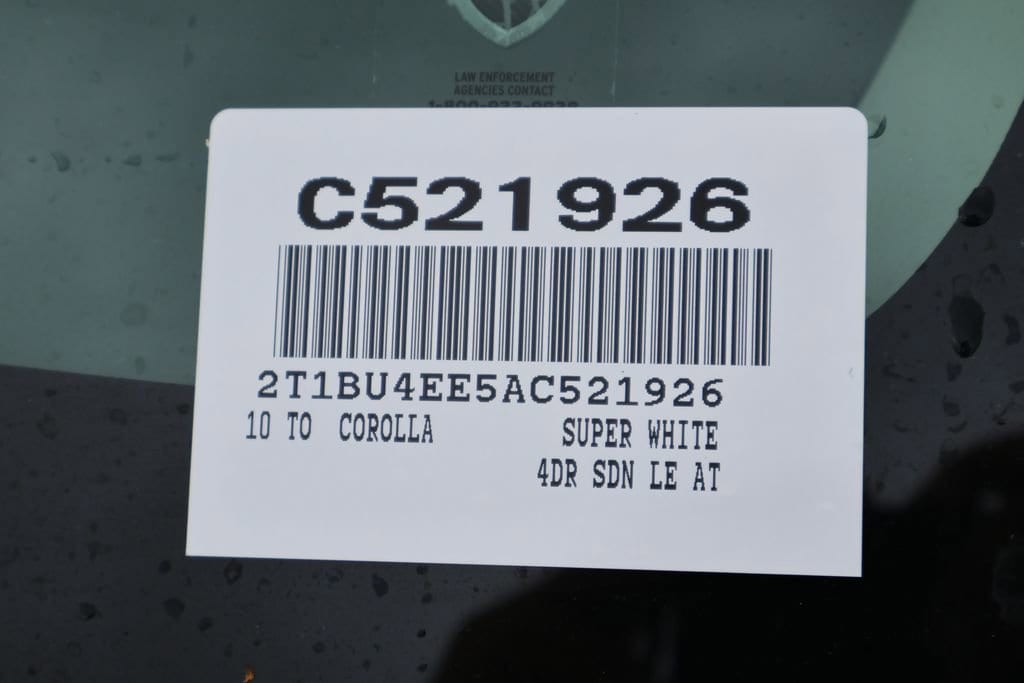 LAW ENFORCEMENT
AGENCIES CONTACT
C521926
2T1BU4EE5AC521926
10 TO COROLLA SUPER WHITE
4DR SDN LE AT